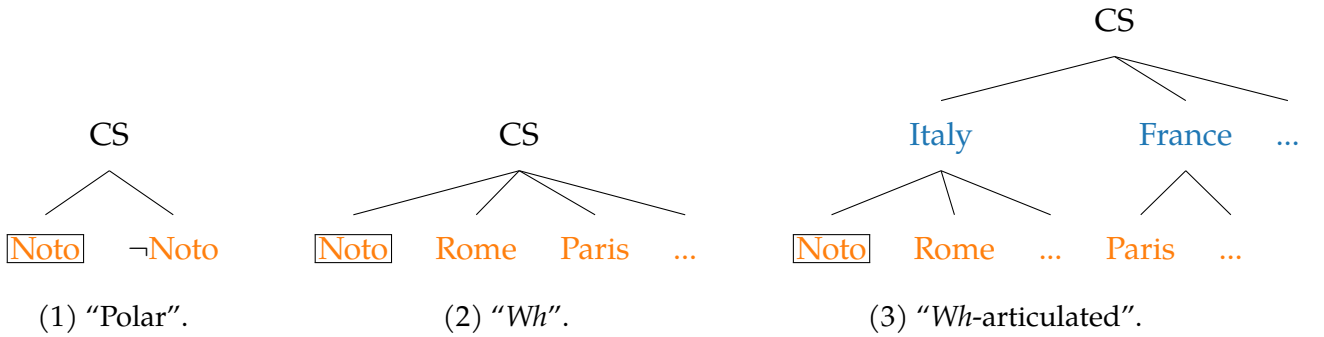 CS
CS CS Italy France ...
Noto ¬Noto Noto Rome Paris ... Noto Rome ... Paris ...
(1) “Polar”. (2) “Wh”. (3) “Wh-articulated”.